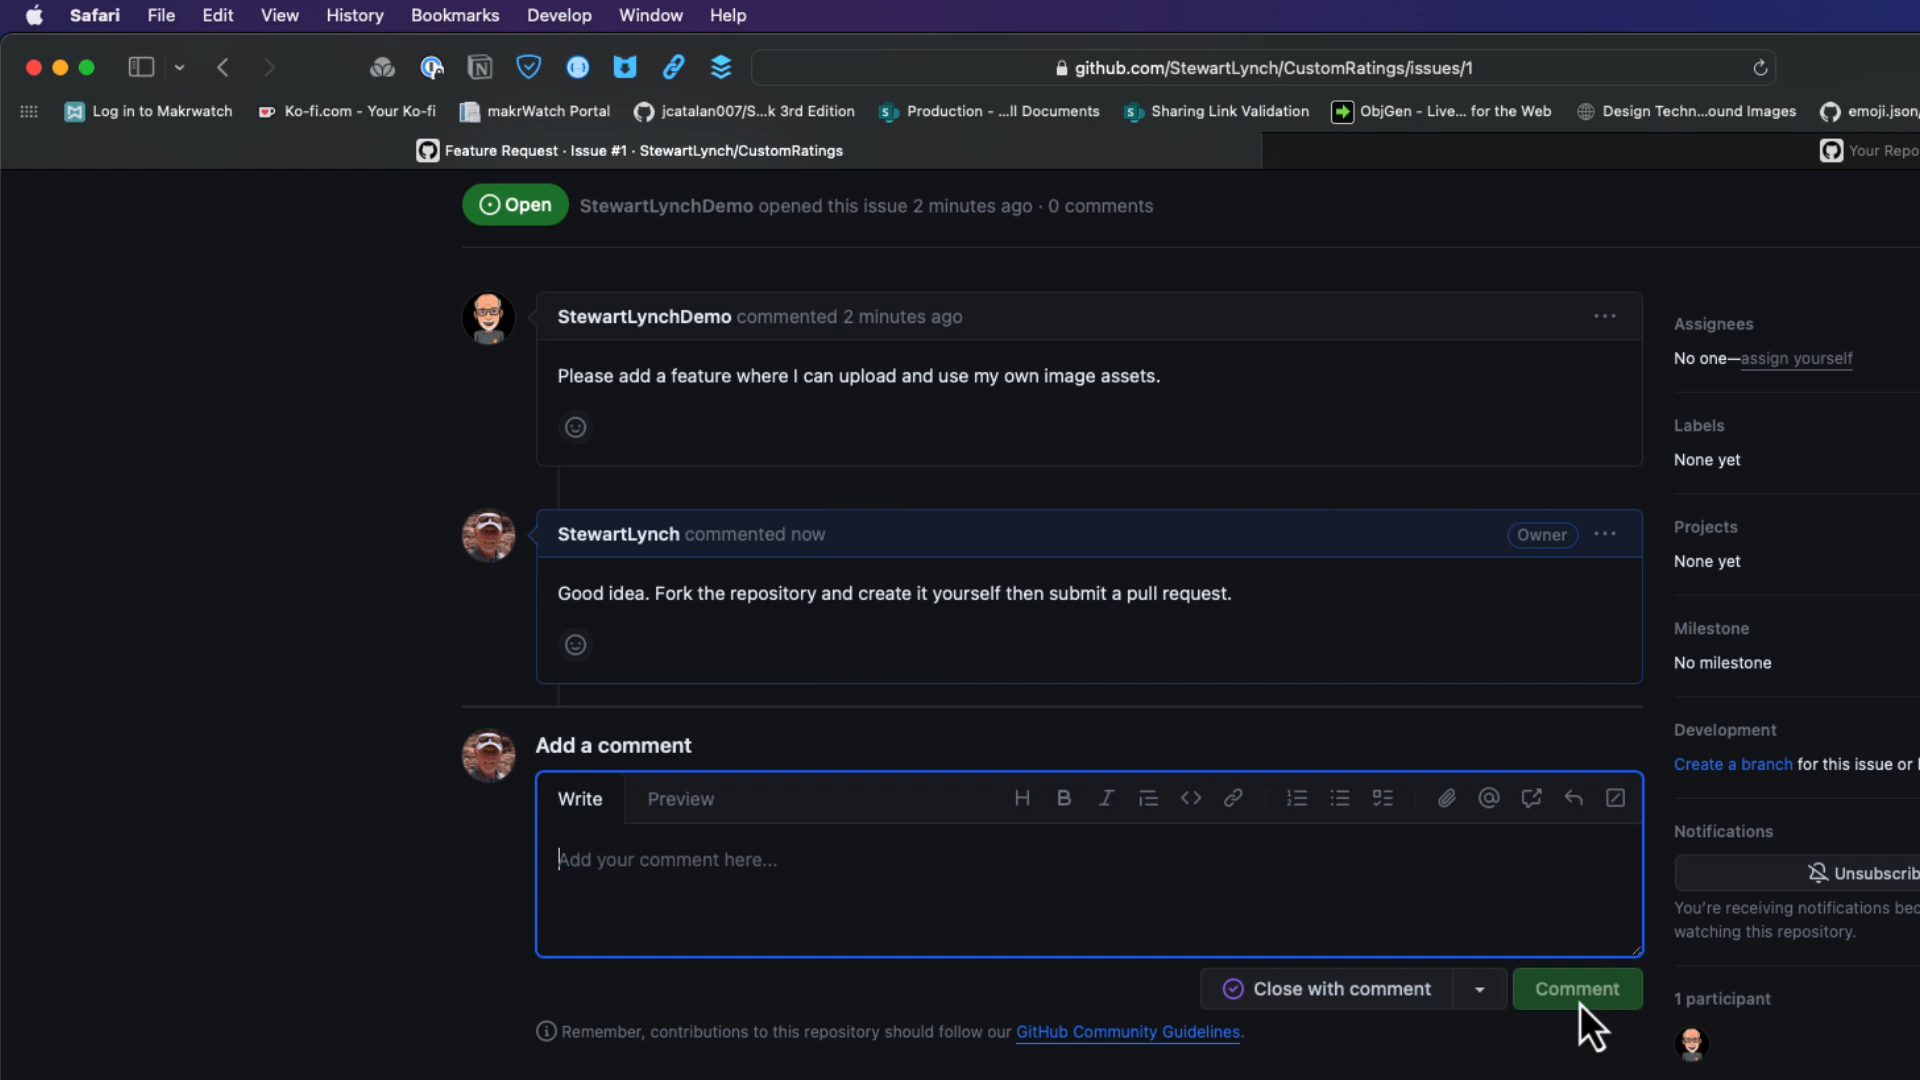 Safari File Edit View History Bookmarks Develop Window Help
github.com/StewartLynch/CustomRatings/issues/1
Log in to Makrwatch Ko-fi.com - Your Ko-fi makrWatch Portal jcatalan007/S...k 3rd Edition Production - ...ll Documents Sharing Link Validation ObjGen - Live... for the Web Design Techn...ound Images emoji.json/
Feature Request · Issue #1 · StewartLynch/CustomRatings Your Repo
Open StewartLynchDemo opened this issue 2 minutes ago · 0 comments
StewartLynchDemo commented 2 minutes ago
Please add a feature where I can upload and use my own image assets.
StewartLynch commented now Owner
Good idea. Fork the repository and create it yourself then submit a pull request.
Add a comment
Write Preview
Add your comment here...
Close with comment Comment
Remember, contributions to this repository should follow our GitHub Community Guidelines.
Assignees
No one—assign yourself
Labels
None yet
Projects
None yet
Milestone
No milestone
Development
Create a branch for this issue or
Notifications
Unsubscrib
You're receiving notifications bec
watching this repository.
1 participant